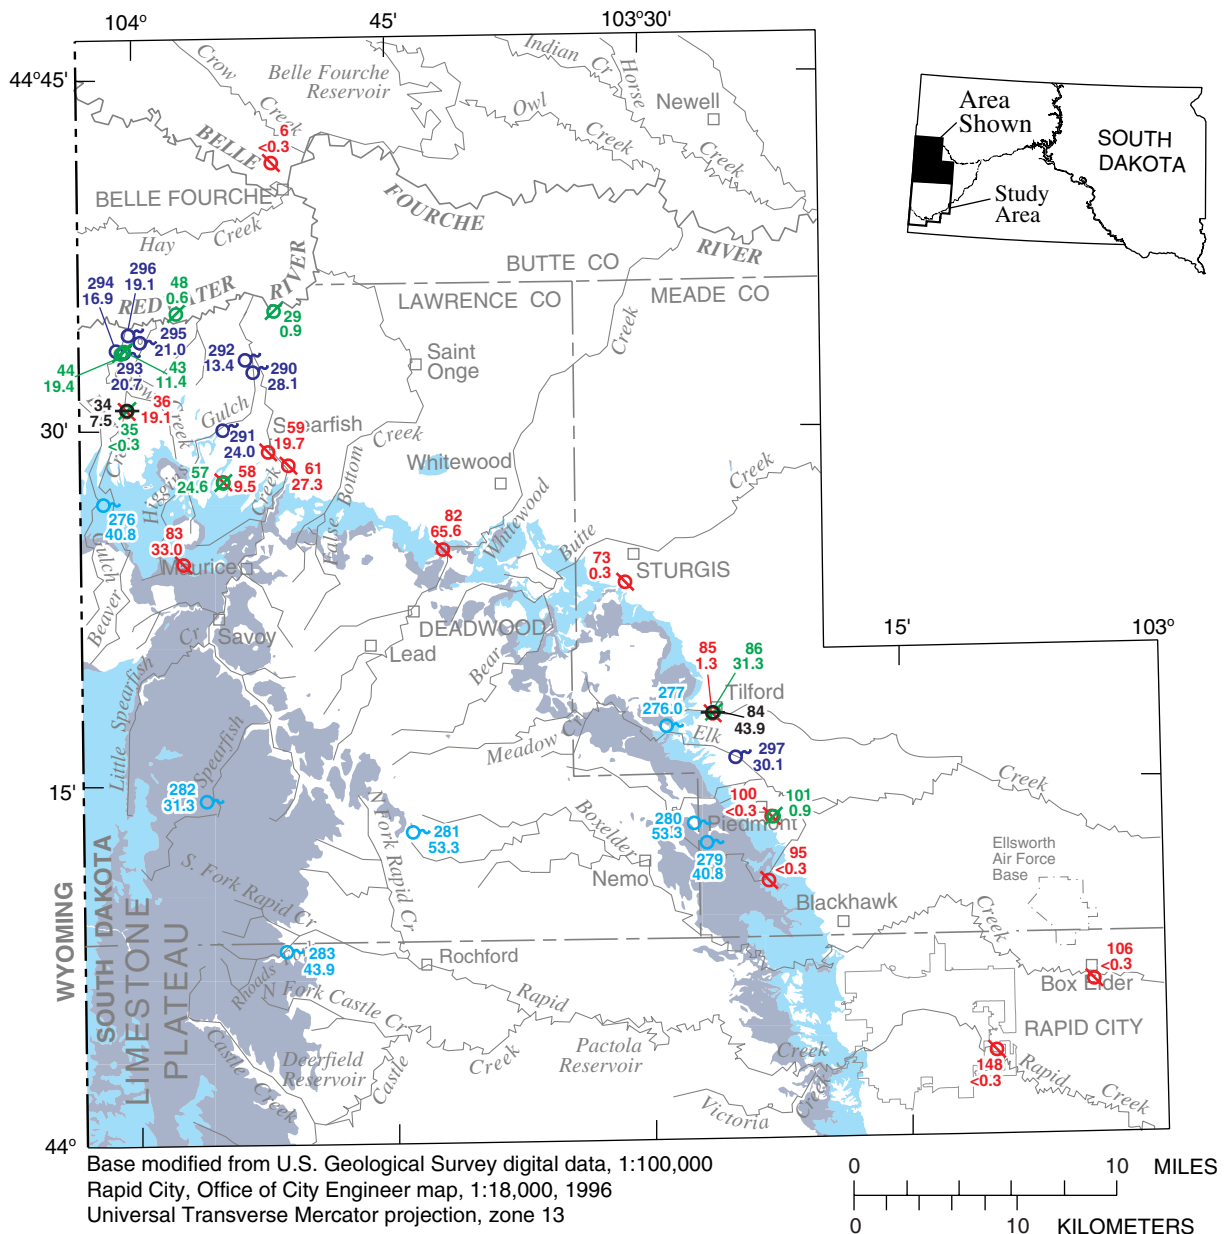 104°
45'
103°30'
44°45'
Crow
Creek
Belle Fourche
Reservoir
Indian Cr
Horse
Creek
Owl
Creek
Newell
6
<0.3
BELLE
FOURCHE
RIVER
BELLE FOURCHE
Hay
Creek
Area
Shown
SOUTH
DAKOTA
Study
Area
BUTTE CO
LAWRENCE CO
MEADE CO
294
16.9
296
19.1
48
0.6
RIVER
29
0.9
295
21.0
292
13.4
290
28.1
44
19.4
293
20.7
43
11.4
Saint
Onge
Creek
34
7.5
36
19.1
35
<0.3
Creek
Gulch
291
24.0
Spearfish
59
19.7
30'
57
24.6
58
9.5
61
27.3
Higgins
Creek
False Bottom
Creek
Whitewood
Whitewood
Creek
276
40.8
Gulch
83
33.0
Maurice
82
65.6
Butte
73
0.3
STURGIS
Beaver
Cr
Savoy
DEADWOOD
Lead
Bear
15'
103°
85
1.3
86
31.3
Tilford
84
43.9
277
276.0
Elk
Creek
Meadow Cr
Little Spearfish
Spearfish
297
30.1
15'
282
31.3
281
53.3
N Fork Rapid Cr
Boxelder
Nemo
100
<0.3
101
0.9
Piedmont
280
53.3
279
40.8
95
<0.3
Ellsworth
Air Force
Base
Blackhawk
Creek
S. Fork Rapid Cr
WYOMING
SOUTH DAKOTA
LIMESTONE
PLATEAU
283
43.9
Rhoads
Rochford
N Fork Castle Cr
Rapid
Creek
106
<0.3
Box Elder
RAPID CITY
Castle Creek
Deerfield
Reservoir
Castle
Pactola
Reservoir
Creek
Victoria
Creek
148
<0.3
Rapid
Creek
44°
Base modified from U.S. Geological Survey digital data, 1:100,000
Rapid City, Office of City Engineer map, 1:18,000, 1996
Universal Transverse Mercator projection, zone 13
0 10 MILES
0 10 KILOMETERS